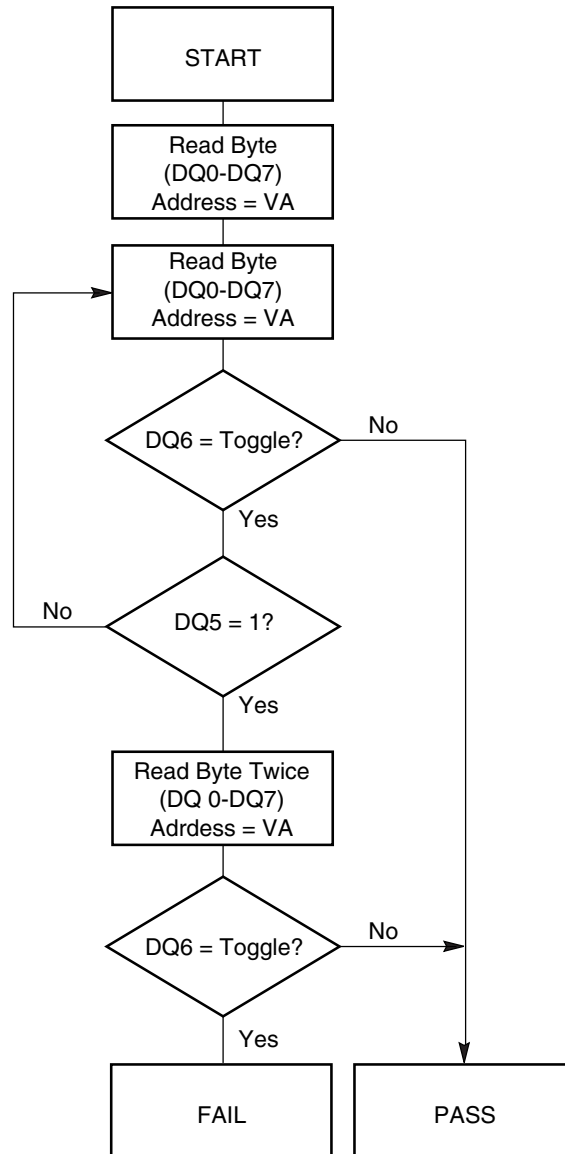 START
Read Byte
(DQ0-DQ7)
Address = VA
Read Byte
(DQ0-DQ7)
Address = VA
DQ6 = Toggle?
No
Yes
No
DQ5 = 1?
Yes
Read Byte Twice
(DQ 0-DQ7)
Adrdess = VA
DQ6 = Toggle?
No
Yes
FAIL
PASS